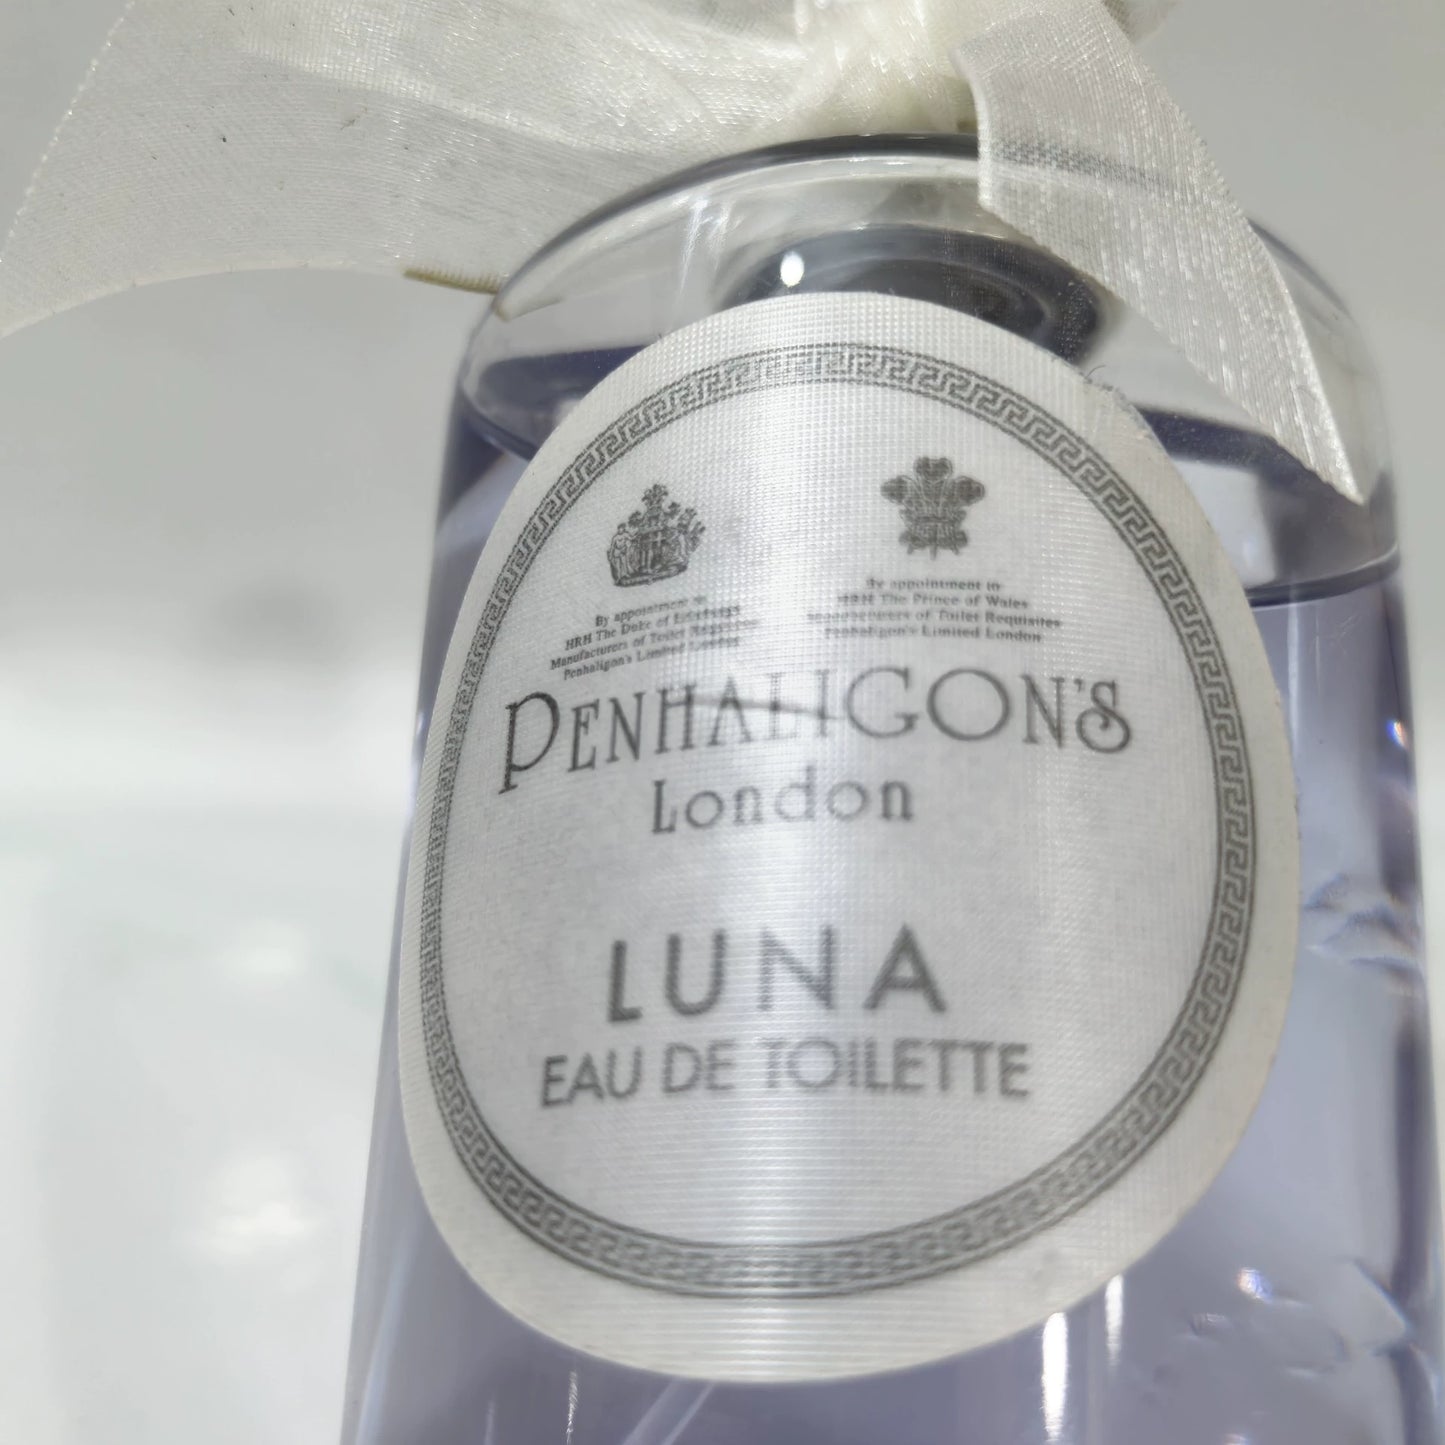 By appointment to
HRH The Duke of Edinburgh
Manufacturers of Toilet Requisites
Penhaligon's Limited London
By appointment to
HRH The Prince of Wales
Manufacturers of Toilet Requisites
Penhaligon's Limited London
PENHALIGON'S
London
LUNA
EAU DE TOILETTE